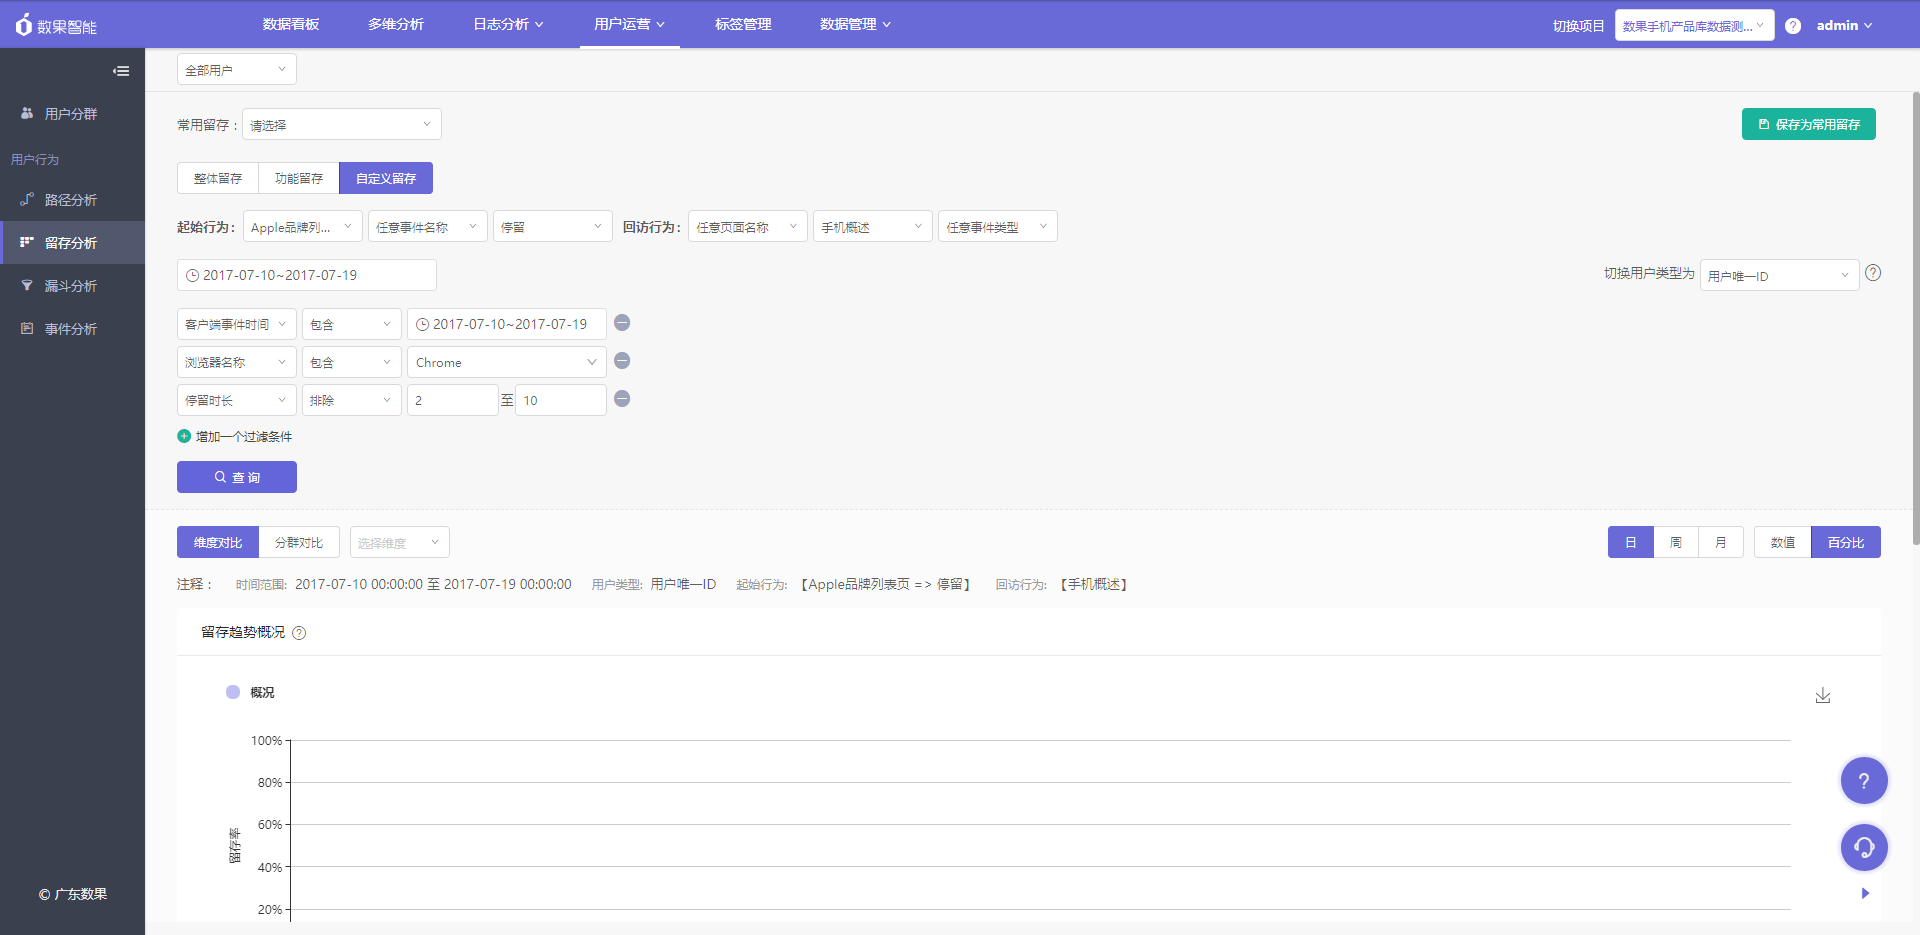 数果智能 数据看板 多维分析 日志分析 用户运营 标签管理 数据管理 切换项目 数果手机产品库数据测... ? admin
全部用户
用户分群
用户行为
路径分析
留存分析
漏斗分析
事件分析
© 广东数果
常用留存 : 请选择 保存为常用留存
整体留存 功能留存 自定义留存
起始行为 : Apple品牌列... 任意事件名称 停留 回访行为 : 任意页面名称 手机概述 任意事件类型
2017-07-10~2017-07-19 切换用户类型为 用户唯一ID ?
客户端事件时间 包含 2017-07-10~2017-07-19
浏览器名称 包含 Chrome
停留时长 排除 2 至 10
增加一个过滤条件
查 询
维度对比 分群对比 选择维度 日 周 月 数值 百分比
注释 : 时间范围: 2017-07-10 00:00:00 至 2017-07-19 00:00:00 用户类型: 用户唯一ID 起始行为: 【Apple品牌列表页 => 停留】 回访行为: 【手机概述】
留存趋势概况 ?
概况
100%
80%
60%
40%
20%
留存率
?